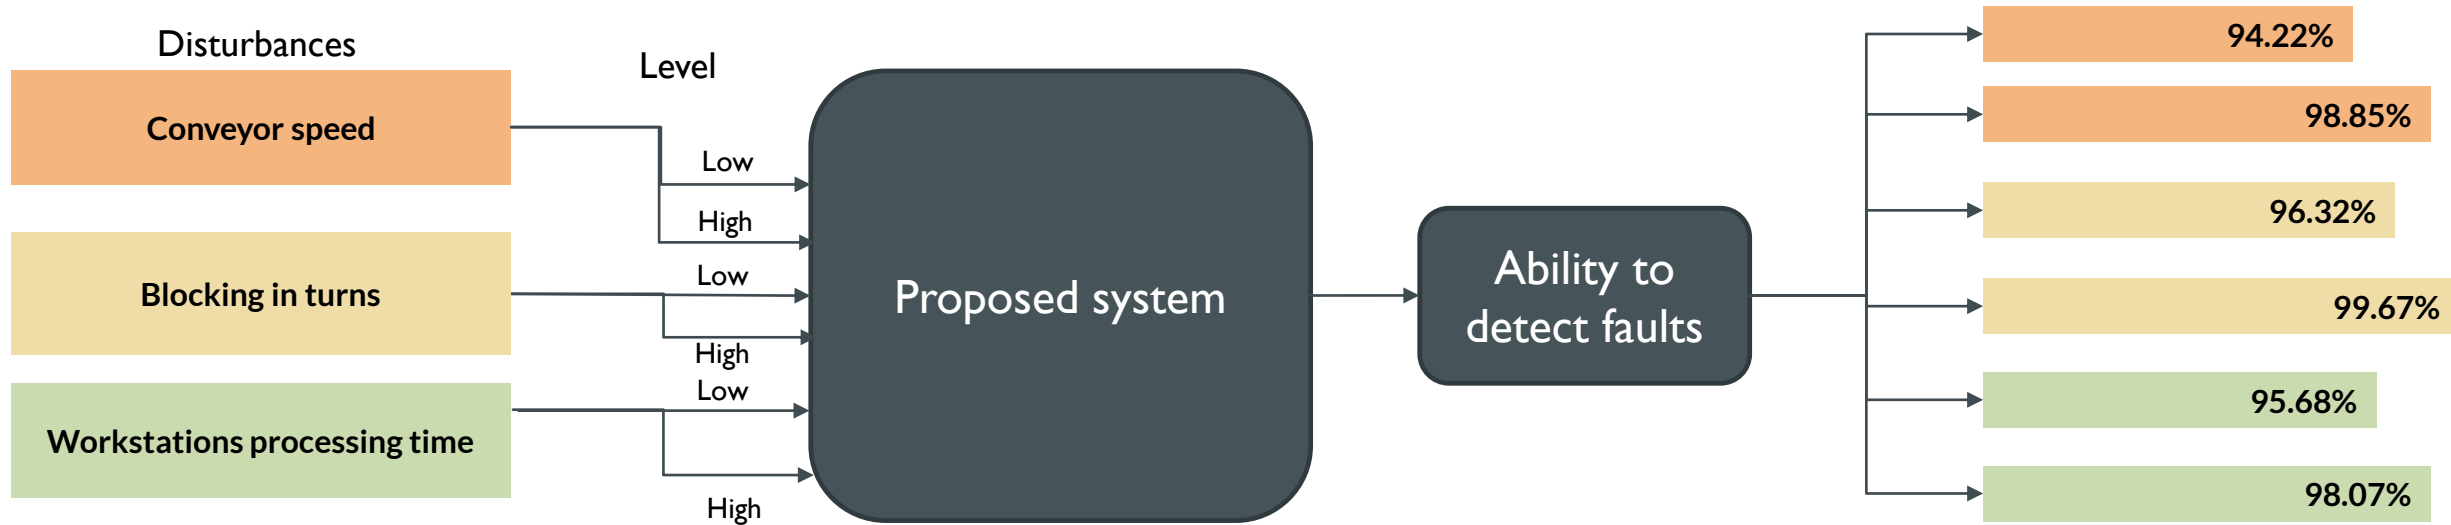 Disturbances
Level
Conveyor speed
Low
High
Blocking in turns
Low
High
Workstations processing time
Low
High
Proposed system
Ability to
detect faults
94.22%
98.85%
96.32%
99.67%
95.68%
98.07%